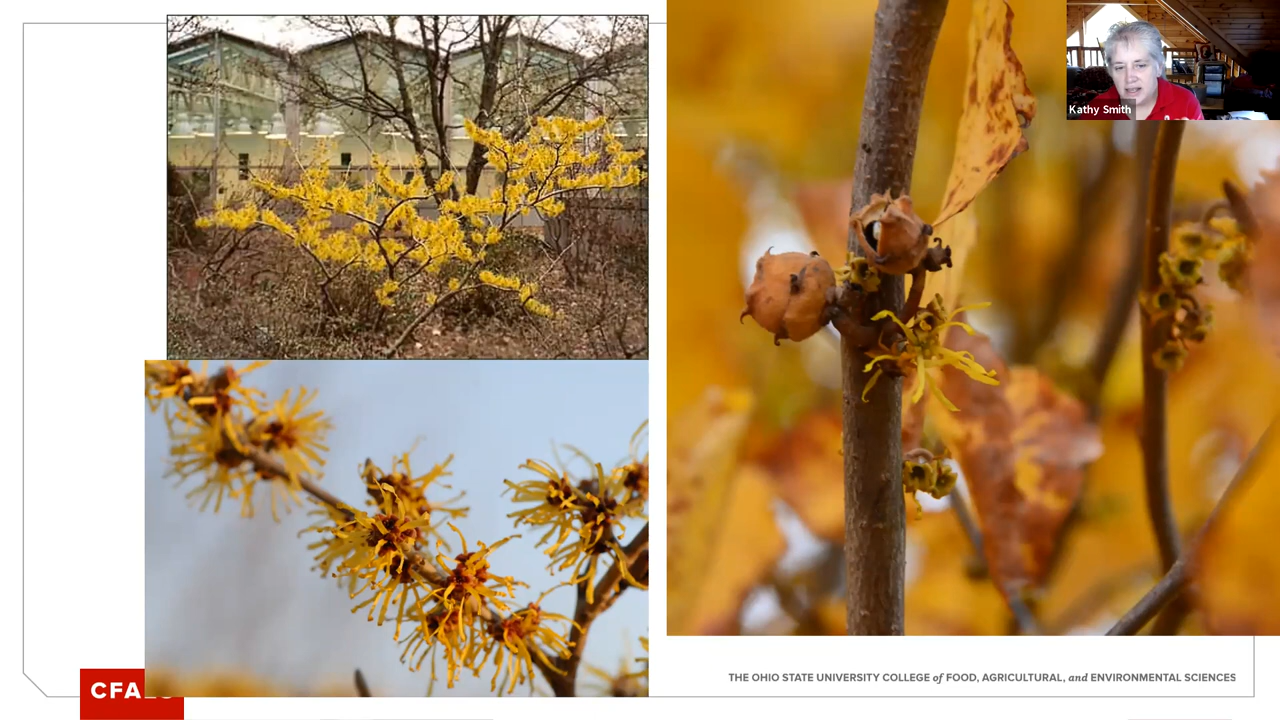 Kathy Smith
CFA
THE OHIO STATE UNIVERSITY COLLEGE of FOOD, AGRICULTURAL, and ENVIRONMENTAL SCIENCES